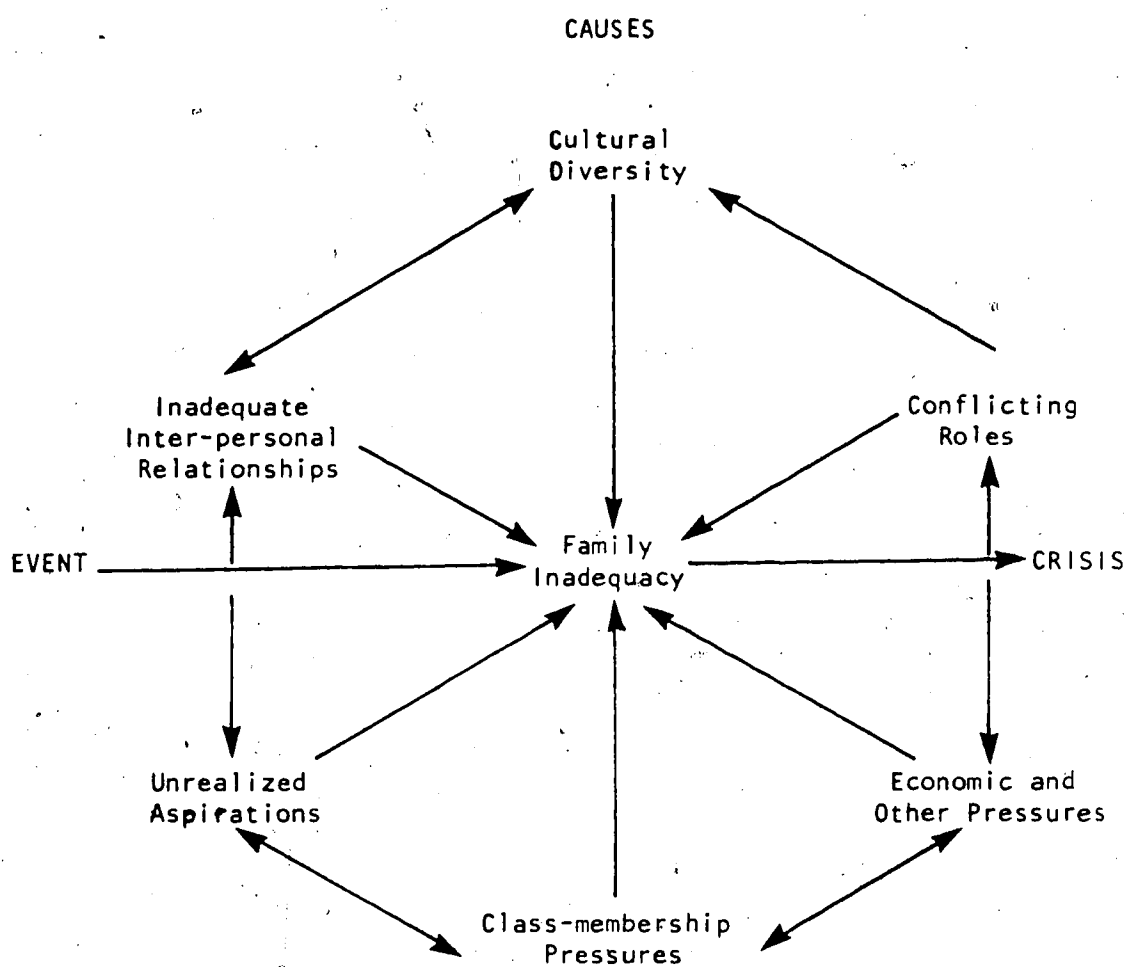 CAUSES
Cultural
Diversity
Inadequate
Inter-personal
Relationships
Conflicting
Roles
EVENT
Family
Inadequacy
CRISIS
Unrealized
Aspirations
Economic and
Other Pressures
Class-membership
Pressures